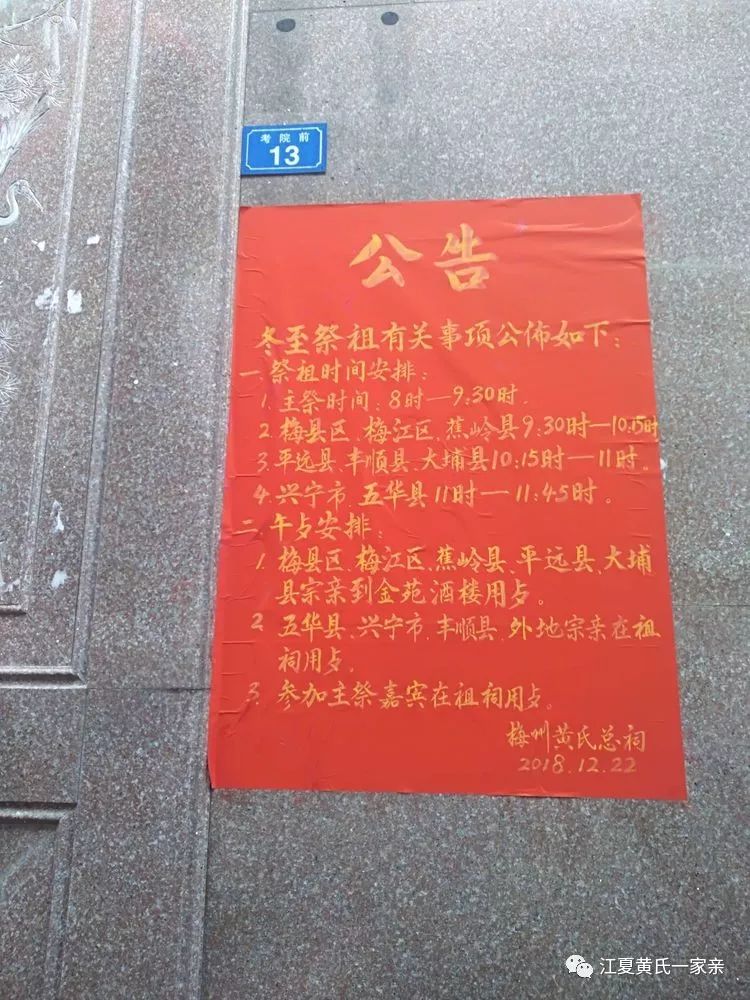 考院前
13
公告
冬至祭祖有关事项公佈如下：
一.祭祖时间安排：
1.主祭时间：8时—9:30时.
2.梅县区、梅江区、蕉岭县9:30时—10:15时
3.平远县、丰顺县、大埔县10:15时—11时。
4.兴宁市、五华县11时—11:45时。
二.午歺安排：
1.梅县区、梅江区、蕉岭县、平远县、大埔
县宗亲到金苑酒楼用歺。
2.五华县、兴宁市、丰顺县、外地宗亲在祖
祠用歺。
3.参加主祭嘉宾在祖祠用歺。
梅州黄氏总祠
2018.12.22
江夏黄氏一家亲